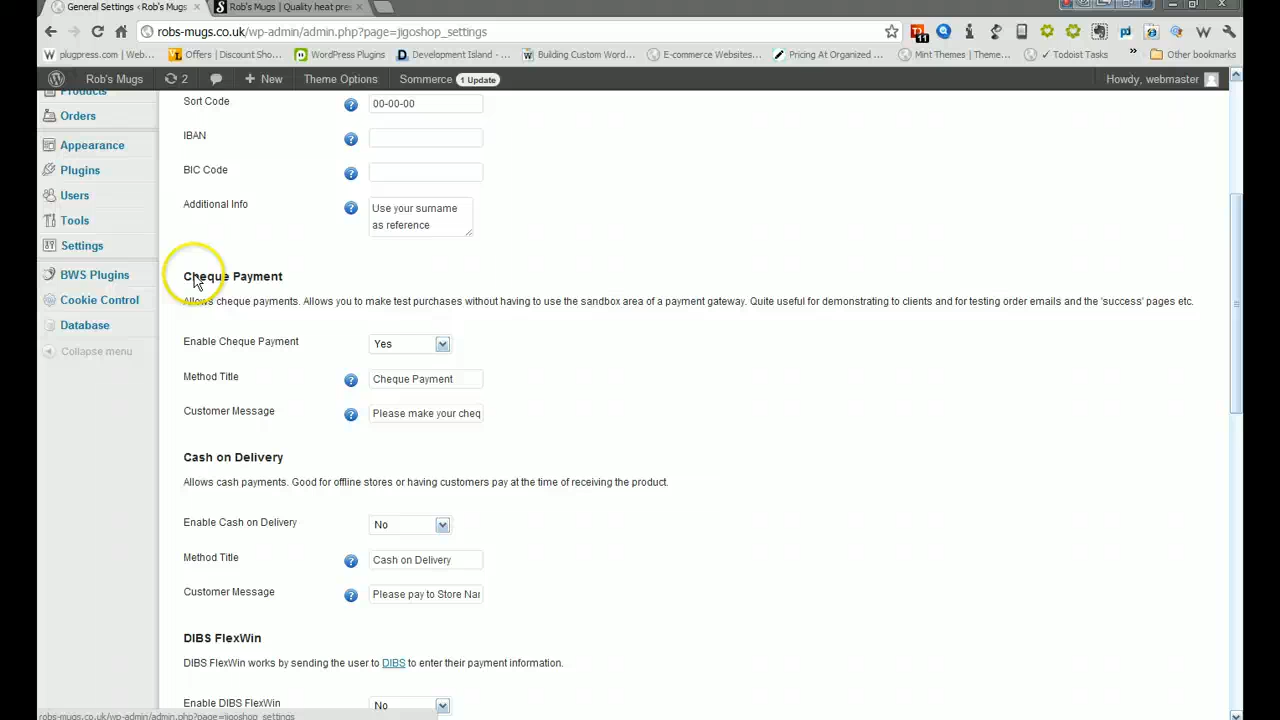 General Settings ‹ Rob's Mugs
Rob's Mugs | Quality heat pres
robs-mugs.co.uk/wp-admin/admin.php?page=jigoshop_settings
11
plugpress.com | Web...
Offers | Discount Sho...
WordPress Plugins
Development Island - ...
Building Custom Word...
E-commerce Websites...
Pricing At Organized ...
Mint Themes | Theme...
✓ Todoist Tasks
»
Other bookmarks
Rob's Mugs
2
+ New
Theme Options
Sommerce 1 Update
Howdy, webmaster
Products
Orders
Appearance
Plugins
Users
Tools
Settings
BWS Plugins
Cookie Control
Database
Collapse menu
Sort Code
00-00-00
IBAN
BIC Code
Additional Info
Use your surname
as reference
Cheque Payment
Allows cheque payments. Allows you to make test purchases without having to use the sandbox area of a payment gateway. Quite useful for demonstrating to clients and for testing order emails and the 'success' pages etc.
Enable Cheque Payment
Yes
Method Title
Cheque Payment
Customer Message
Please make your cheq
Cash on Delivery
Allows cash payments. Good for offline stores or having customers pay at the time of receiving the product.
Enable Cash on Delivery
No
Method Title
Cash on Delivery
Customer Message
Please pay to Store Nar
DIBS FlexWin
DIBS FlexWin works by sending the user to DIBS to enter their payment information.
Enable DIBS FlexWin
No
robs-mugs.co.uk/wp-admin/admin.php?page=jigoshop_settings